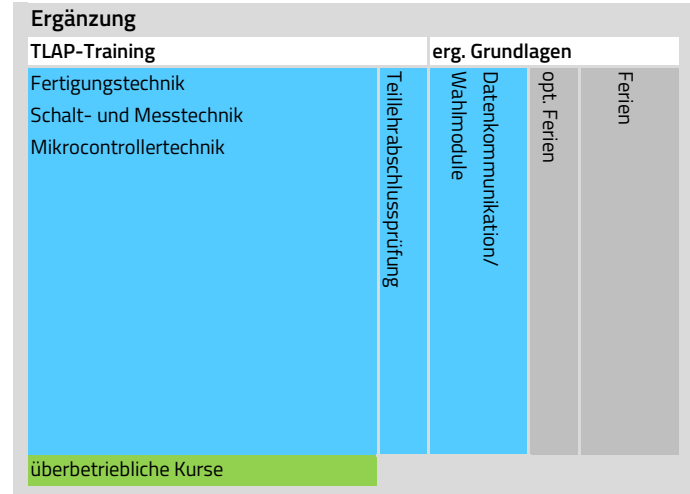 Ergänzung
TLAP-Training
erg. Grundlagen
Fertigungstechnik
Schalt- und Messtechnik
Mikrocontrollertechnik
Teillehrabschlussprüfung
Datenkommunikation/
Wahlmodule
opt. Ferien
Ferien
überbetriebliche Kurse